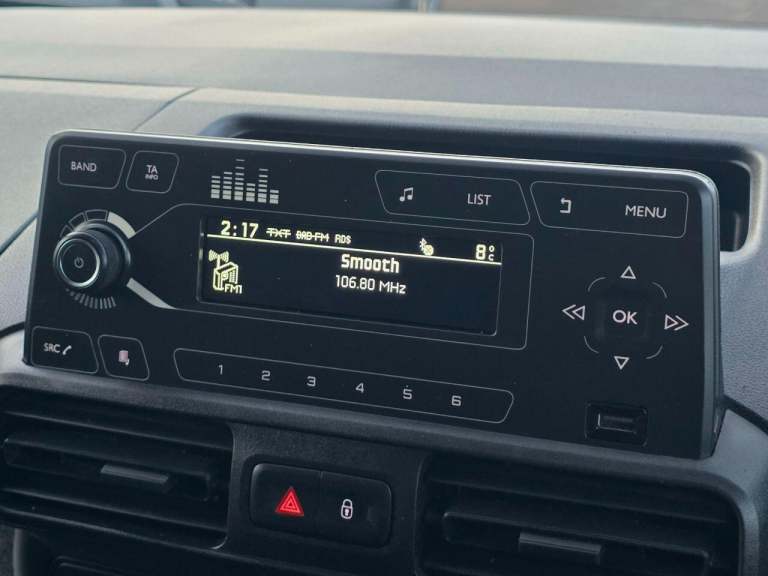 BAND
TA
INFO
LIST
MENU
2:17 TXT DAB-FM RDS 8°C
Smooth
106.80 MHz
FM1
OK
SRC
1 2 3 4 5 6